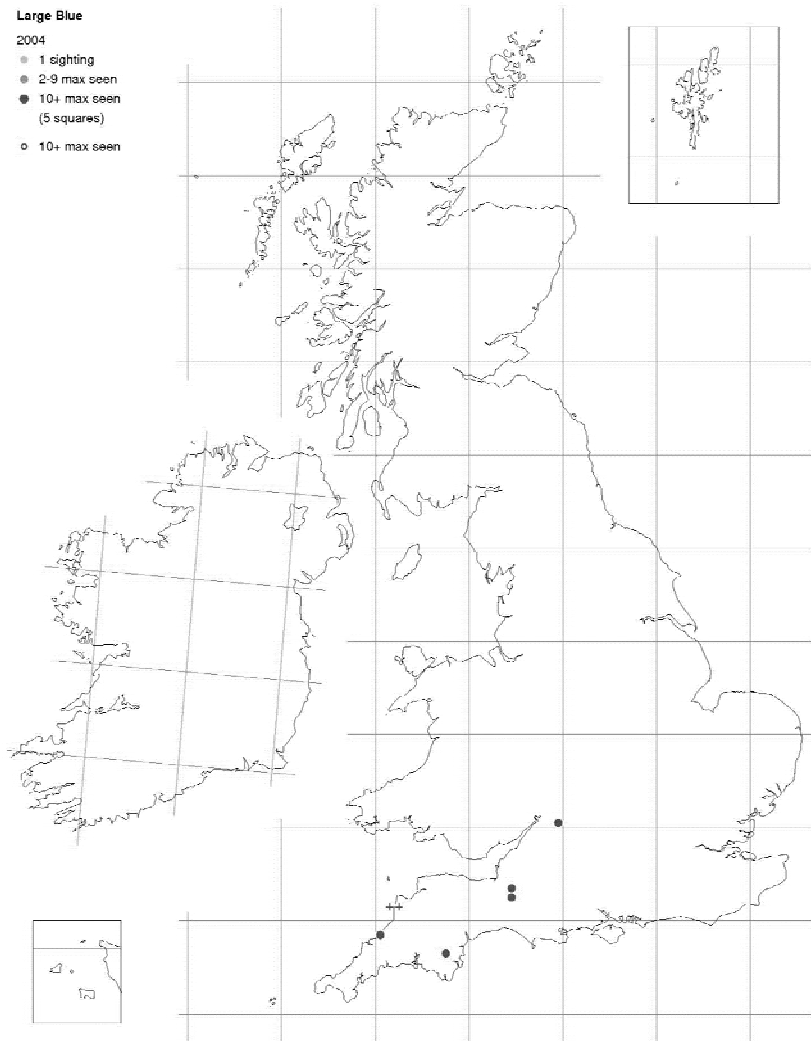 Large Blue
2004
1 sighting
2-9 max seen
10+ max seen
(5 squares)
10+ max seen